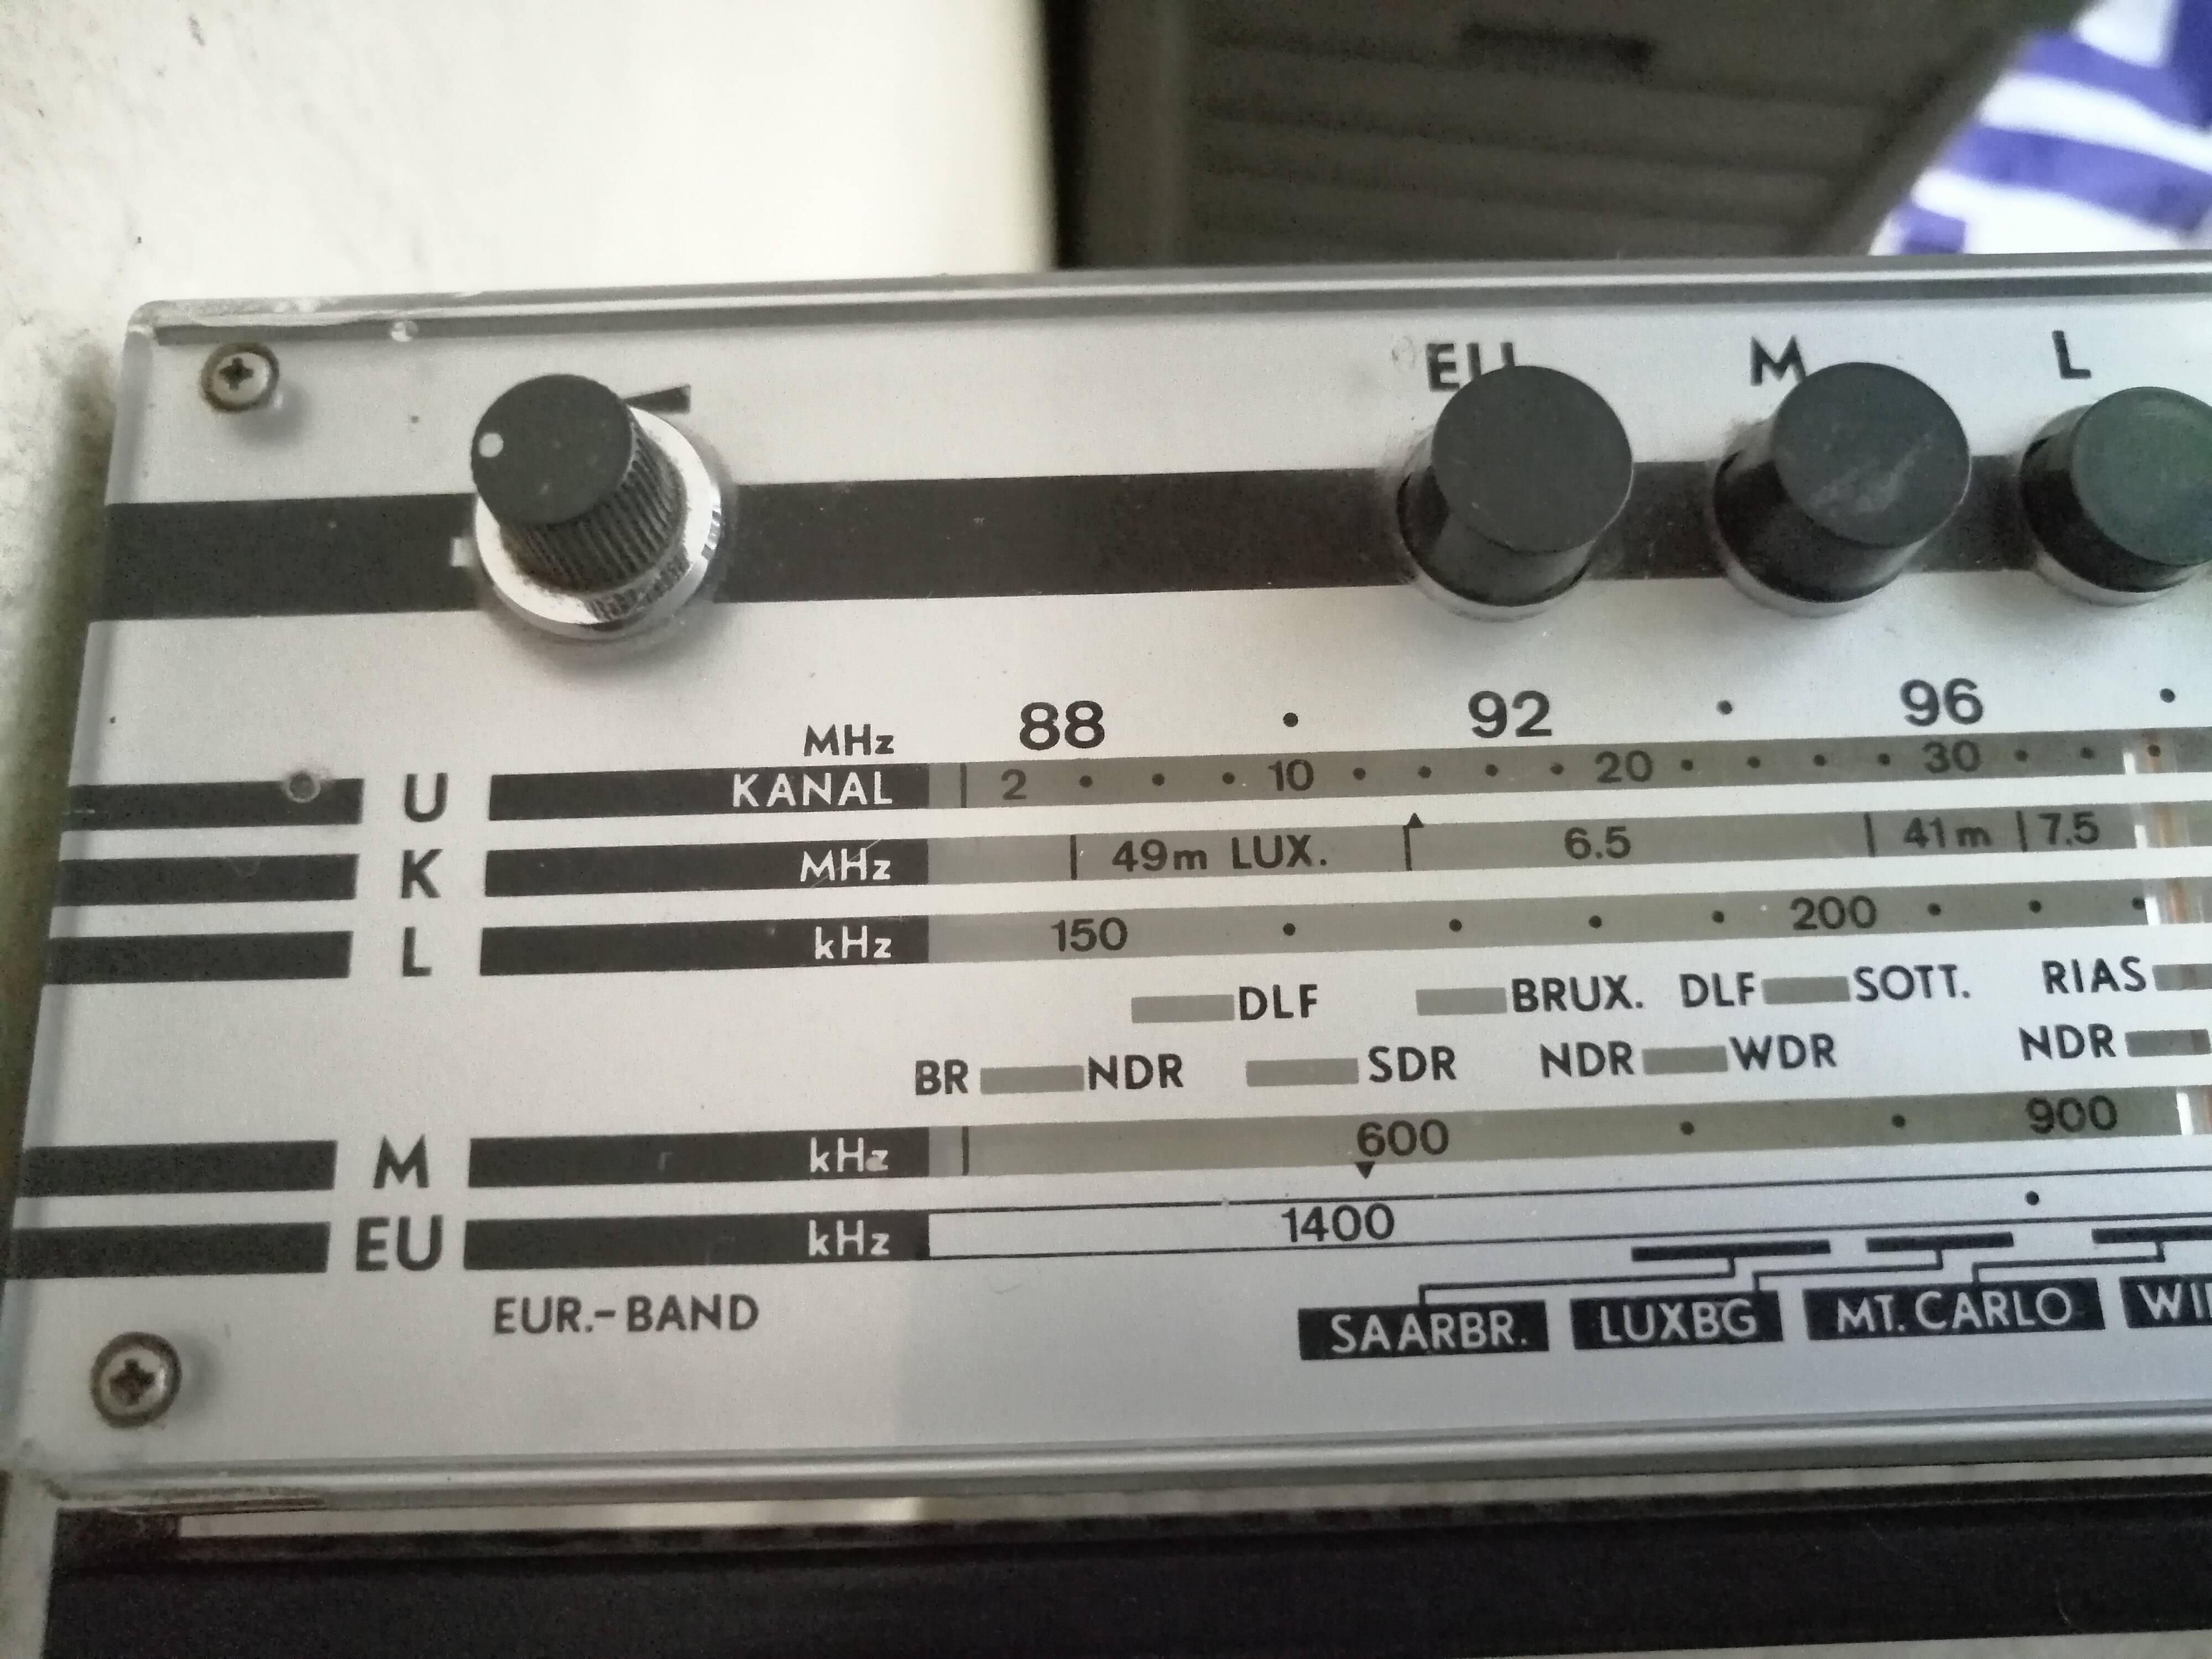 EU M L
MHz 88 • 92 • 96 •
U KANAL 2 • • • 10 • • • • 20 • • • • 30 • • •
K MHz 49m LUX. 6.5 41m 7.5
L kHz 150 • • • • 200 • • •
DLF BRUX. DLF SOTT. RIAS
BR NDR SDR NDR WDR NDR
M kHz 600 • • 900
EU kHz 1400 •
EUR.-BAND SAARBR. LUXBG MT. CARLO